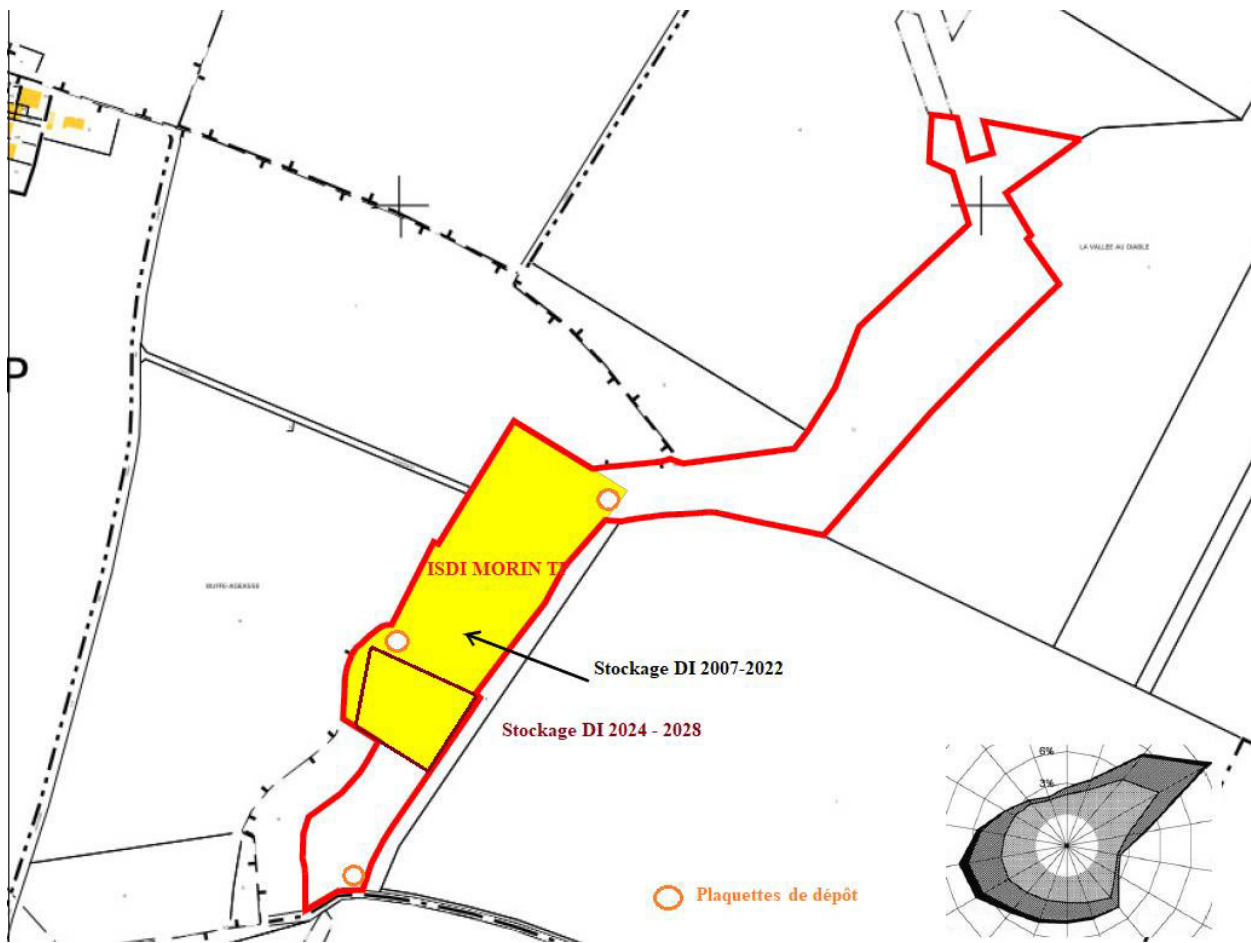 LA VALLEE AU DIABLE
P
ISDI MORIN T
Stockage DI 2007-2022
Stockage DI 2024 - 2028
6%
3%
Plaquettes de dépôt